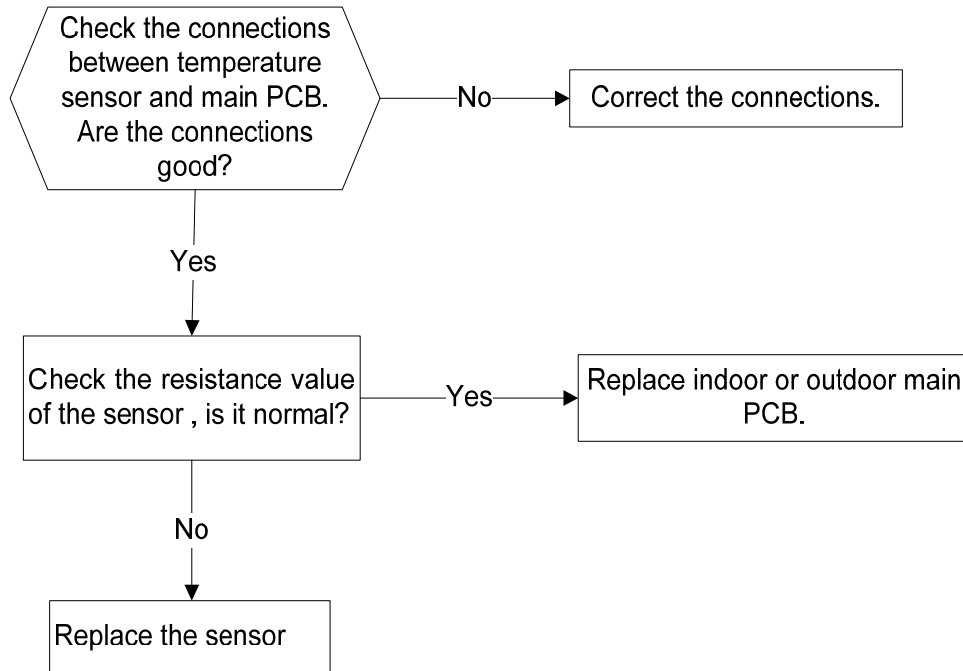 Check the connections
between temperature
sensor and main PCB.
Are the connections
good?
No
Correct the connections.
Yes
Check the resistance value
of the sensor , is it normal?
Yes
Replace indoor or outdoor main
PCB.
No
Replace the sensor